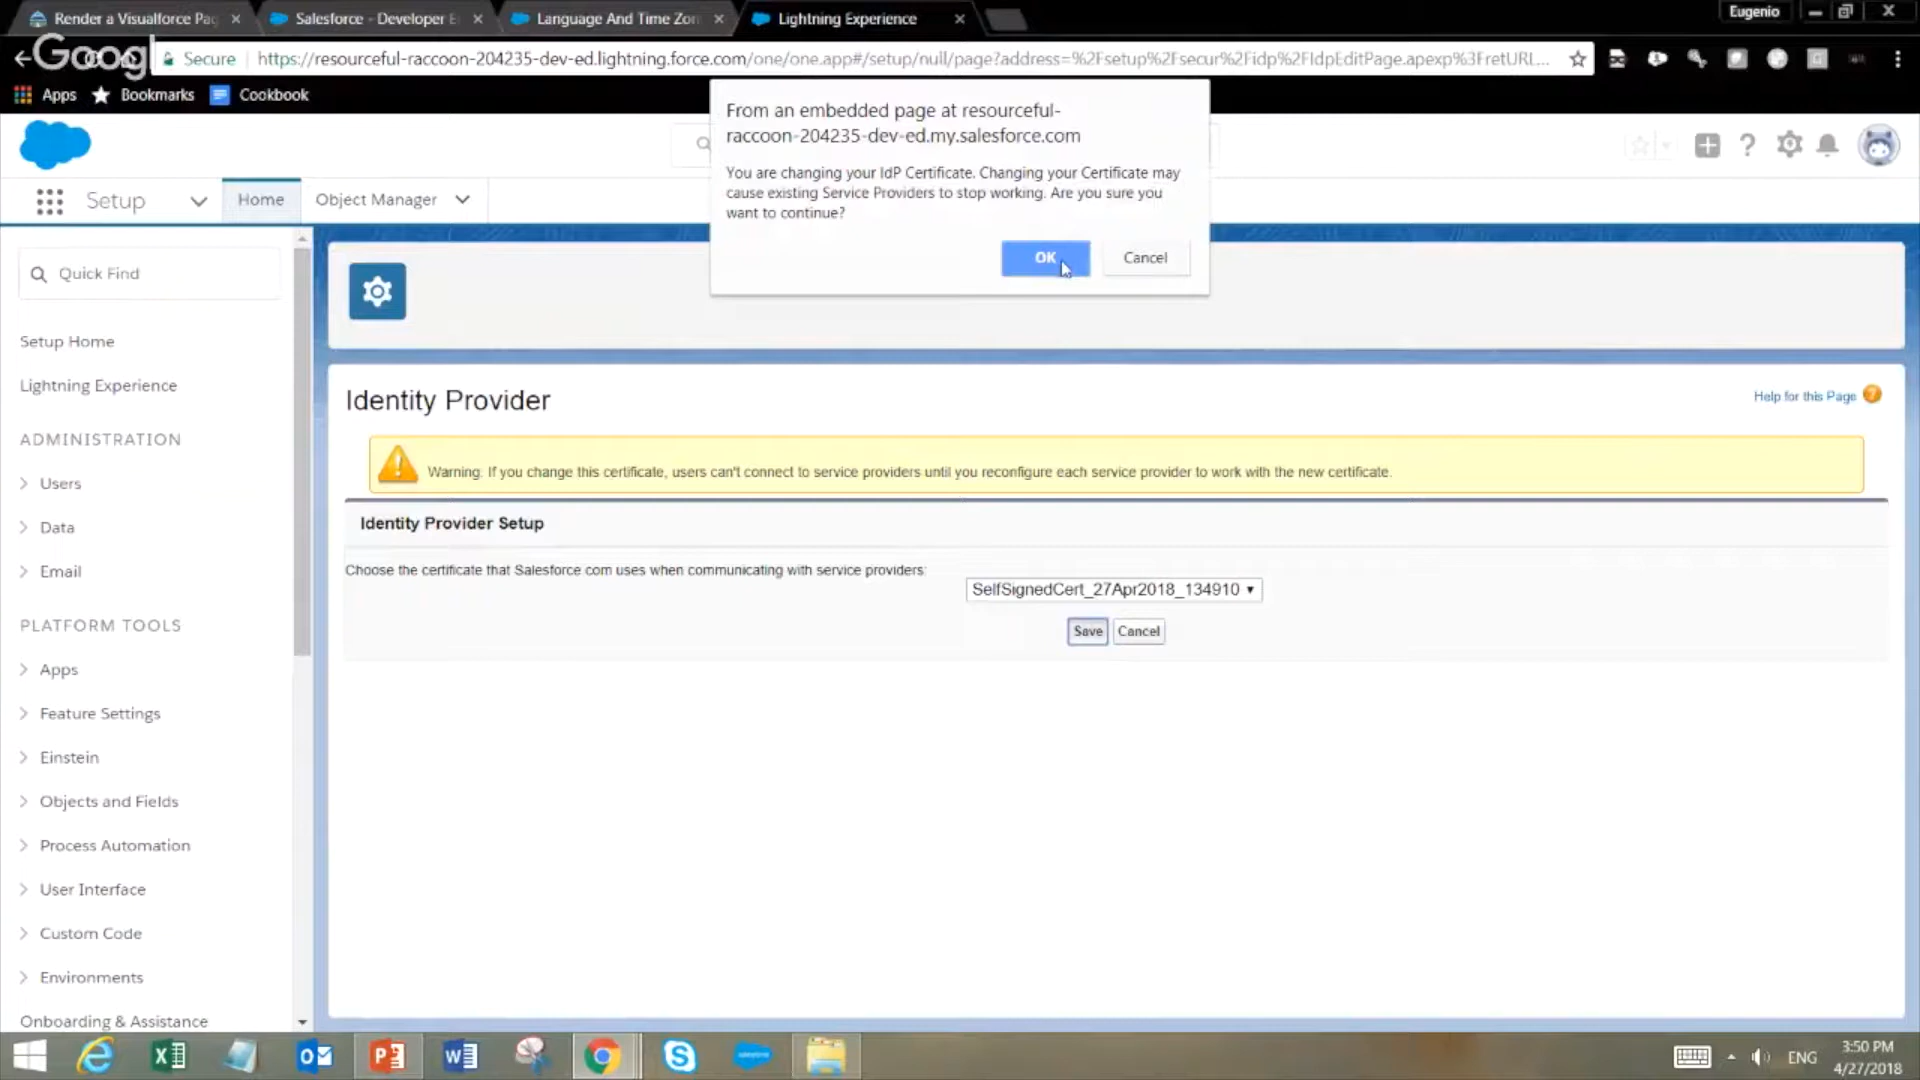 Render a Visualforce Pag
Salesforce - Developer E
Language And Time Zon
Lightning Experience
Eugenio
Googl
Secure
https://resourceful-raccoon-204235-dev-ed.lightning.force.com/one/one.app#/setup/null/page?address=%2Fsetup%2Fsecur%2Fidp%2FIdpEditPage.apexp%3FretURL...
Apps
Bookmarks
Cookbook
From an embedded page at resourceful-
raccoon-204235-dev-ed.my.salesforce.com
You are changing your IdP Certificate. Changing your Certificate may
cause existing Service Providers to stop working. Are you sure you
want to continue?
OK
Cancel
Setup
Home
Object Manager
Quick Find
Setup Home
Lightning Experience
ADMINISTRATION
Users
Data
Email
PLATFORM TOOLS
Apps
Feature Settings
Einstein
Objects and Fields
Process Automation
User Interface
Custom Code
Environments
Onboarding & Assistance
Identity Provider
Help for this Page
Warning: If you change this certificate, users can't connect to service providers until you reconfigure each service provider to work with the new certificate.
Identity Provider Setup
Choose the certificate that Salesforce.com uses when communicating with service providers:
SelfSignedCert_27Apr2018_134910
Save
Cancel
ENG
3:50 PM
4/27/2018